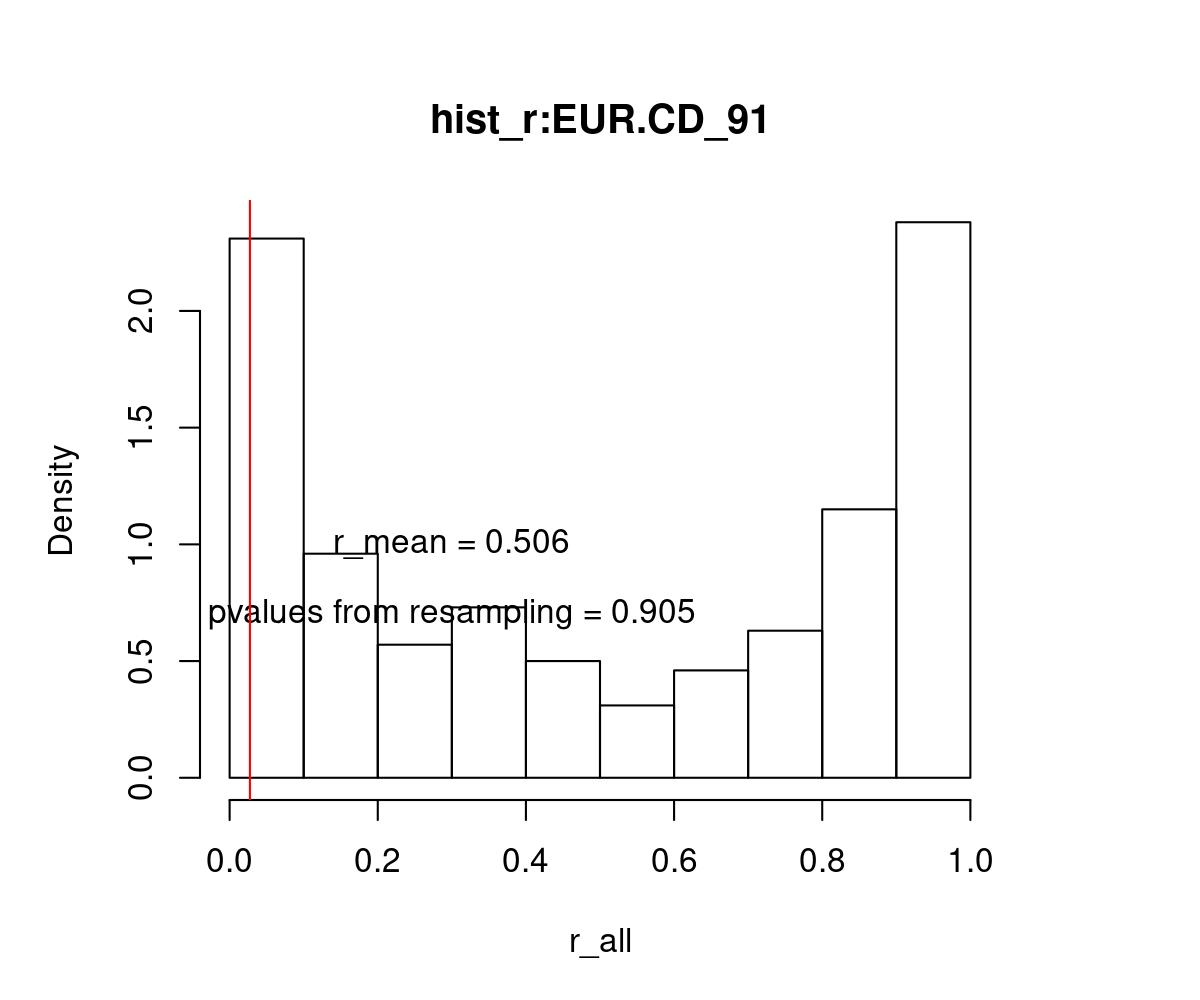 hist_r:EUR.CD_91
2.0
1.5
1.0
0.5
0.0
Density
r_mean = 0.506
pvalues from resampling = 0.905
0.0 0.2 0.4 0.6 0.8 1.0
r_all